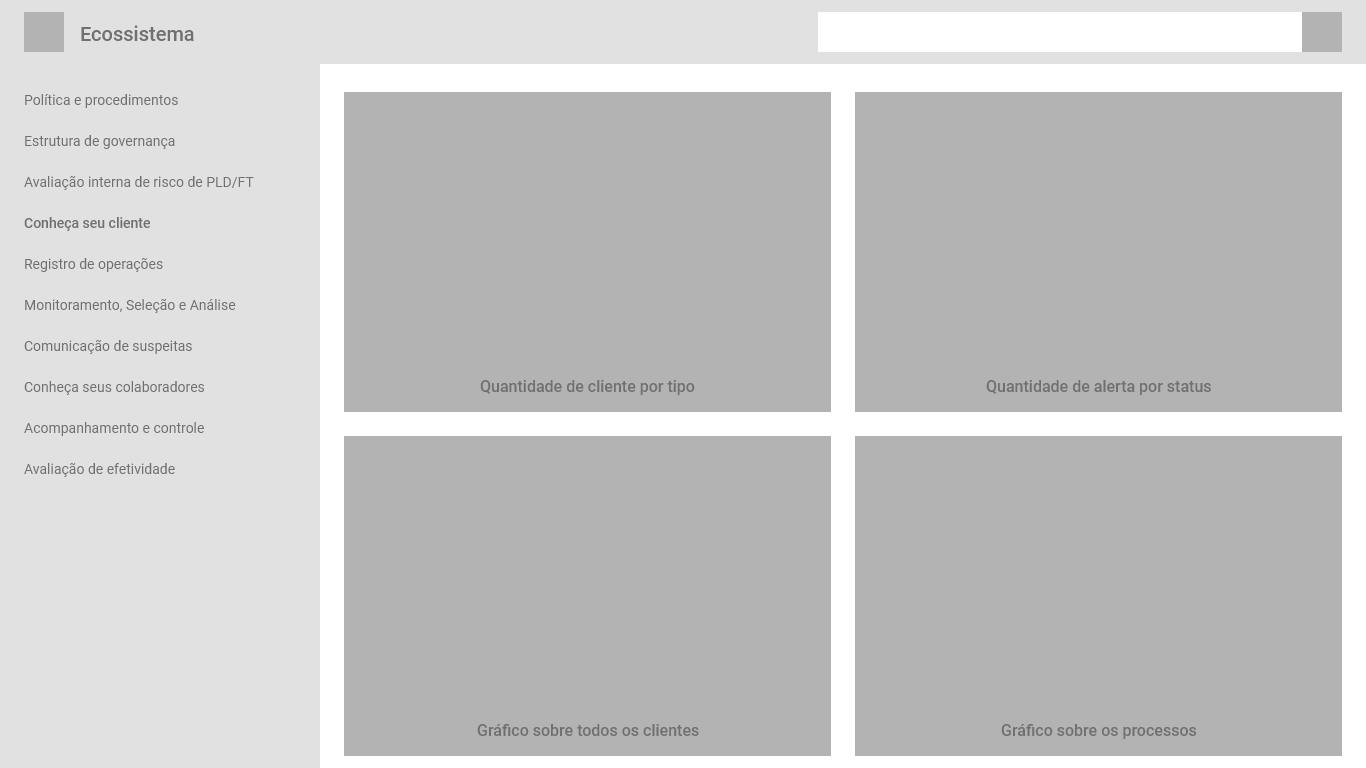 Ecossistema
Política e procedimentos
Estrutura de governança
Avaliação interna de risco de PLD/FT
Conheça seu cliente
Registro de operações
Monitoramento, Seleção e Análise
Comunicação de suspeitas
Conheça seus colaboradores
Acompanhamento e controle
Avaliação de efetividade
Quantidade de cliente por tipo
Quantidade de alerta por status
Gráfico sobre todos os clientes
Gráfico sobre os processos